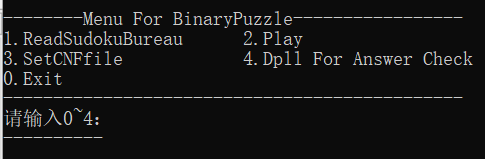 --------Menu For BinaryPuzzle-----------------
1.ReadSudokuBureau      2.Play
3.SetCNFfile            4.Dpll For Answer Check
0.Exit
----------------------------------------------
请输入0~4：
----------